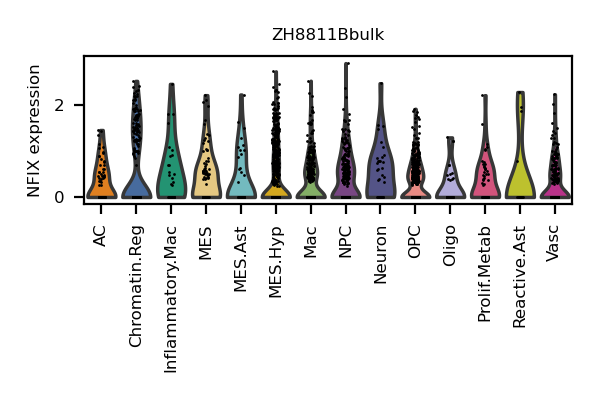 ZH8811Bbulk
NFIX expression
2
0
AC
Chromatin.Reg
Inflammatory.Mac
MES
MES.Ast
MES.Hyp
Mac
NPC
Neuron
OPC
Oligo
Prolif.Metab
Reactive.Ast
Vasc